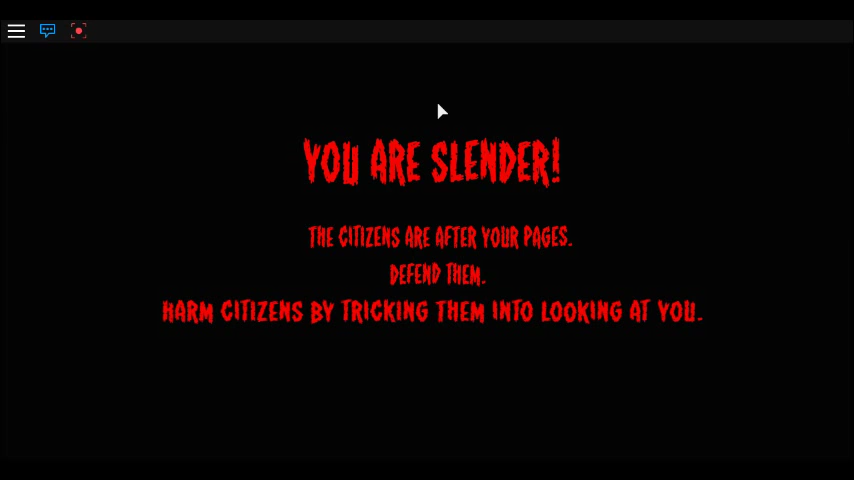 YOU ARE SLENDER!
THE CITIZENS ARE AFTER YOUR PAGES.
DEFEND THEM.
HARM CITIZENS BY TRICKING THEM INTO LOOKING AT YOU.